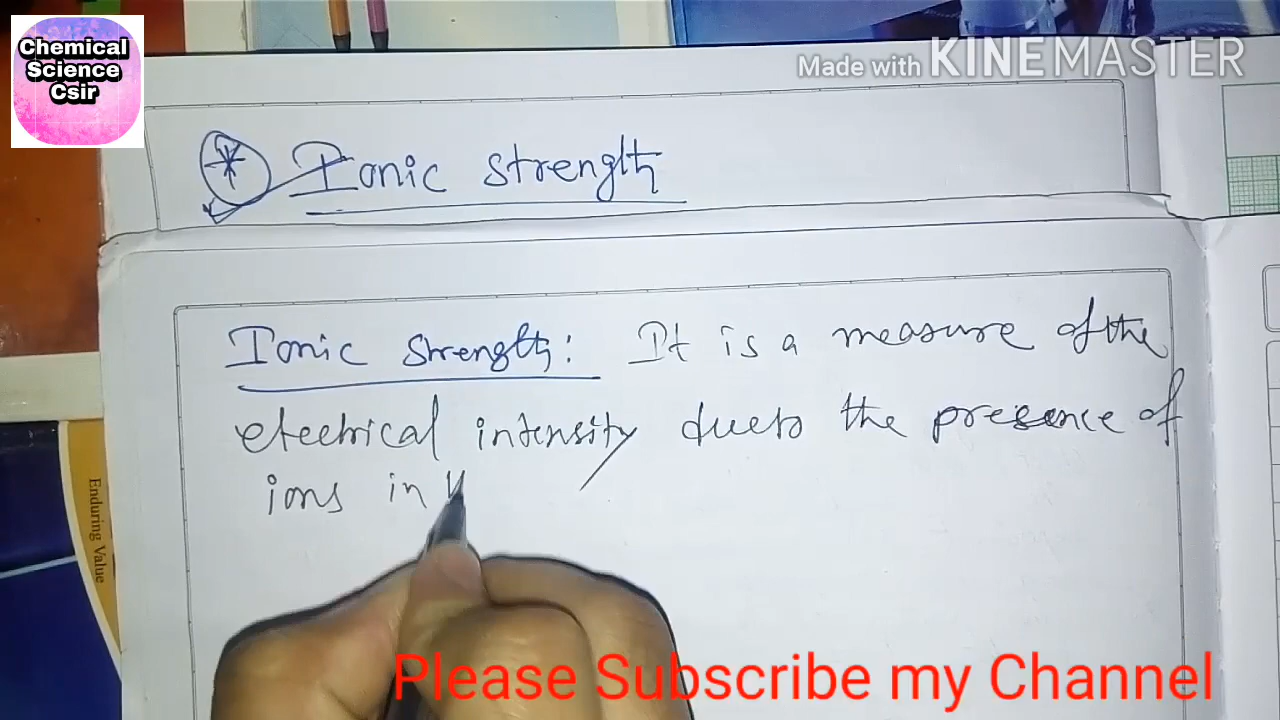 Chemical
Science
Csir
Made with KINEMASTER
Ionic strength
Ionic strength: It is a measure of the
electrical intensity due to the presence of
ions in
Enduring Value
Please Subscribe my Channel